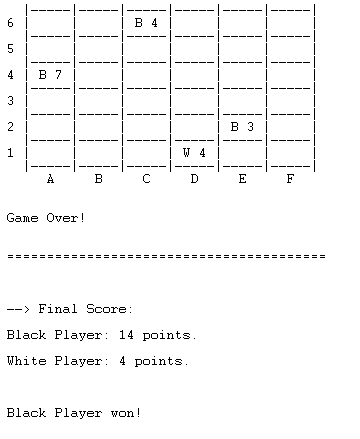 |-----|-----|-----|-----|-----|-----|
6 |     |     | B 4 |     |     |     |
|-----|-----|-----|-----|-----|-----|
5 |     |     |     |     |     |     |
|-----|-----|-----|-----|-----|-----|
4 | B 7 |     |     |     |     |     |
|-----|-----|-----|-----|-----|-----|
3 |     |     |     |     |     |     |
|-----|-----|-----|-----|-----|-----|
2 |     |     |     |     | B 3 |     |
|-----|-----|-----|-----|-----|-----|
1 |     |     |     | W 4 |     |     |
|-----|-----|-----|-----|-----|-----|
A B C D E F
Game Over!
========================================
--> Final Score:
Black Player: 14 points.
White Player: 4 points.
Black Player won!